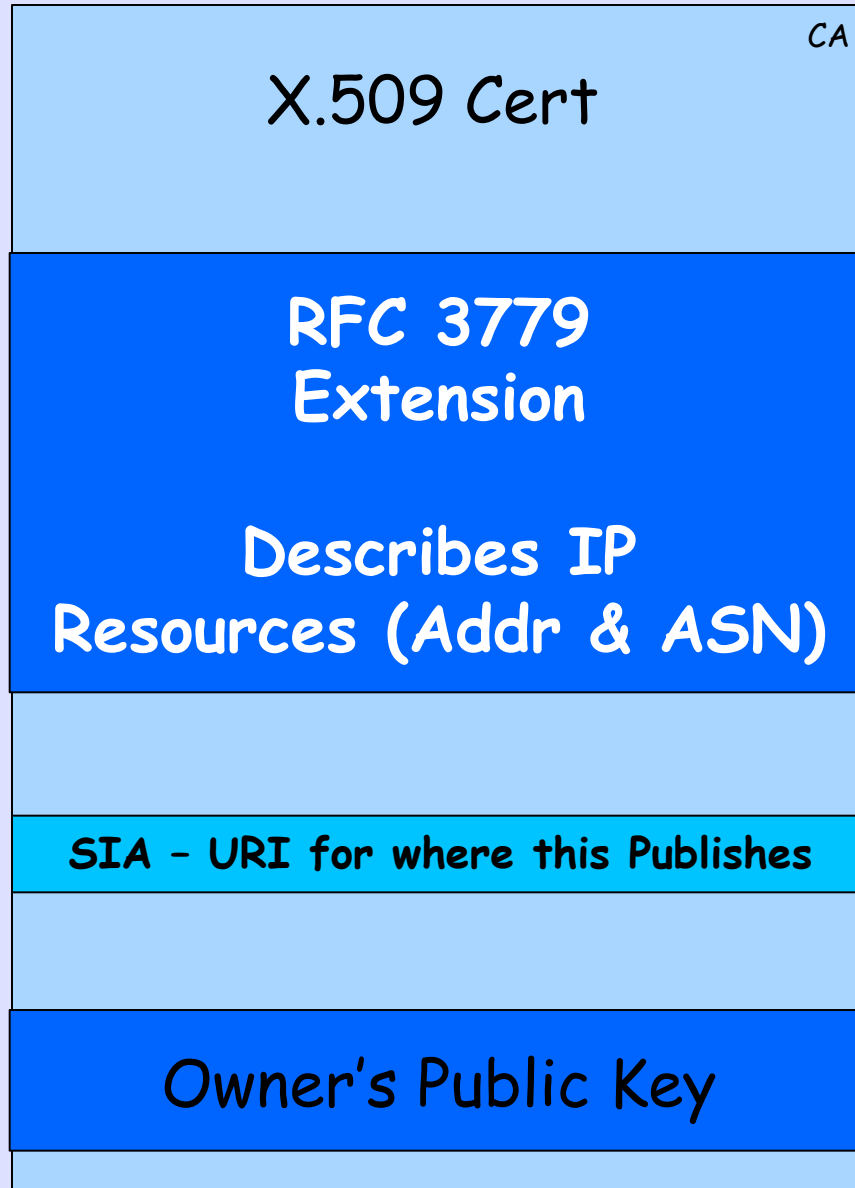 CA
X.509 Cert
RFC 3779
Extension
Describes IP
Resources (Addr & ASN)
SIA – URI for where this Publishes
Owner’s Public Key